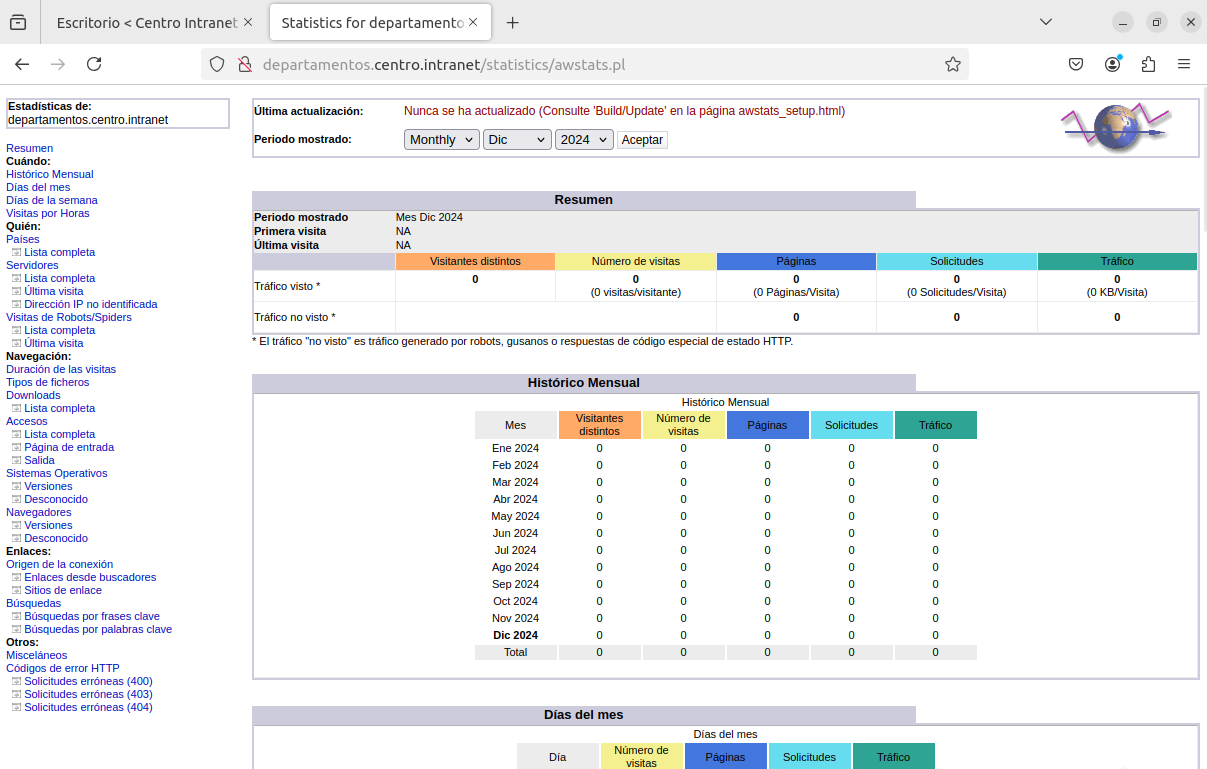 Escritorio < Centro Intranet
Statistics for departamento
departamentos.centro.intranet/statistics/awstats.pl
Estadísticas de:
departamentos.centro.intranet
Resumen
Cuándo:
Histórico Mensual
Días del mes
Días de la semana
Visitas por Horas
Quién:
Países
Lista completa
Servidores
Lista completa
Última visita
Dirección IP no identificada
Visitas de Robots/Spiders
Lista completa
Última visita
Navegación:
Duración de las visitas
Tipos de ficheros
Downloads
Lista completa
Accesos
Lista completa
Página de entrada
Salida
Sistemas Operativos
Versiones
Desconocido
Navegadores
Versiones
Desconocido
Enlaces:
Origen de la conexión
Enlaces desde buscadores
Sitios de enlace
Búsquedas
Búsquedas por frases clave
Búsquedas por palabras clave
Otros:
Misceláneos
Códigos de error HTTP
Solicitudes erróneas (400)
Solicitudes erróneas (403)
Solicitudes erróneas (404)
Última actualización: Nunca se ha actualizado (Consulte 'Build/Update' en la página awstats_setup.html)
Periodo mostrado: Monthly Dic 2024 Aceptar
Resumen
Periodo mostrado Mes Dic 2024
Primera visita NA
Última visita NA
Visitantes distintos Número de visitas Páginas Solicitudes Tráfico
Tráfico visto * 0 0 0 0 0
(0 visitas/visitante) (0 Páginas/Visita) (0 Solicitudes/Visita) (0 KB/Visita)
Tráfico no visto * 0 0 0
* El tráfico "no visto" es tráfico generado por robots, gusanos o respuestas de código especial de estado HTTP.
Histórico Mensual
Histórico Mensual
Mes Visitantes distintos Número de visitas Páginas Solicitudes Tráfico
Ene 2024 0 0 0 0 0
Feb 2024 0 0 0 0 0
Mar 2024 0 0 0 0 0
Abr 2024 0 0 0 0 0
May 2024 0 0 0 0 0
Jun 2024 0 0 0 0 0
Jul 2024 0 0 0 0 0
Ago 2024 0 0 0 0 0
Sep 2024 0 0 0 0 0
Oct 2024 0 0 0 0 0
Nov 2024 0 0 0 0 0
Dic 2024 0 0 0 0 0
Total 0 0 0 0 0
Días del mes
Días del mes
Día Número de visitas Páginas Solicitudes Tráfico